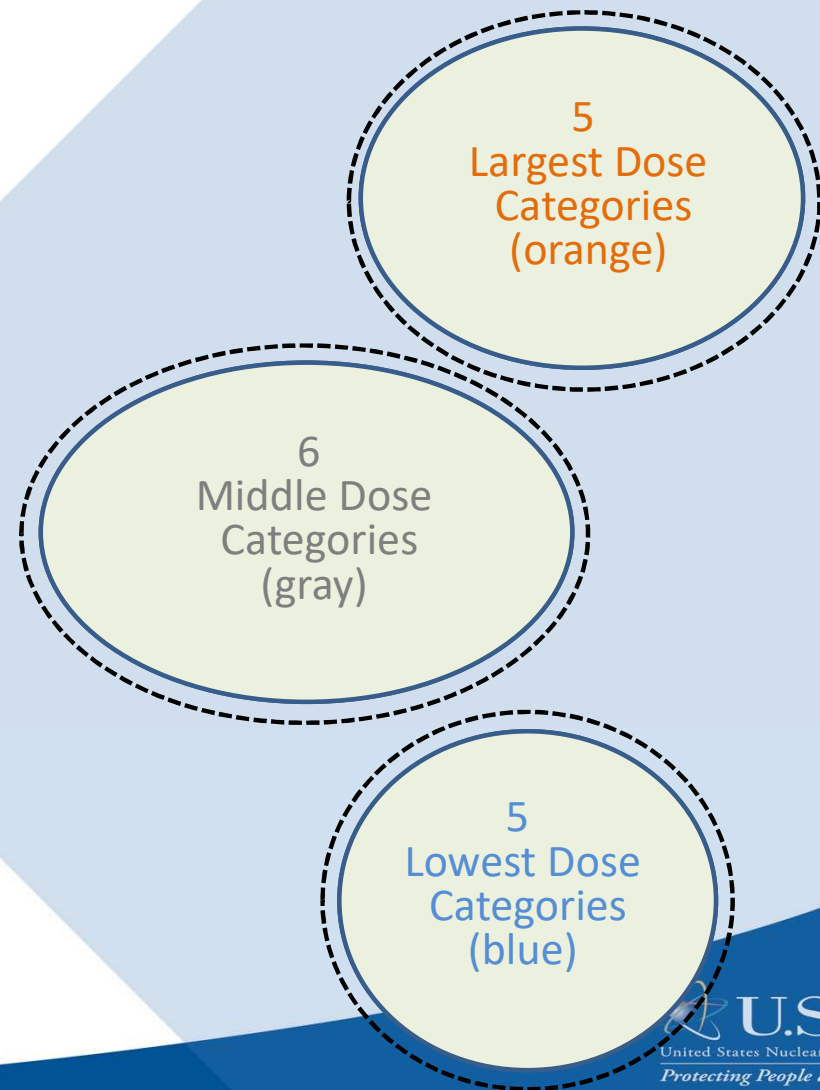 5
Largest Dose
Categories
(orange)
6
Middle Dose
Categories
(gray)
5
Lowest Dose
Categories
(blue)
U.S
United States Nuclear
Protecting People